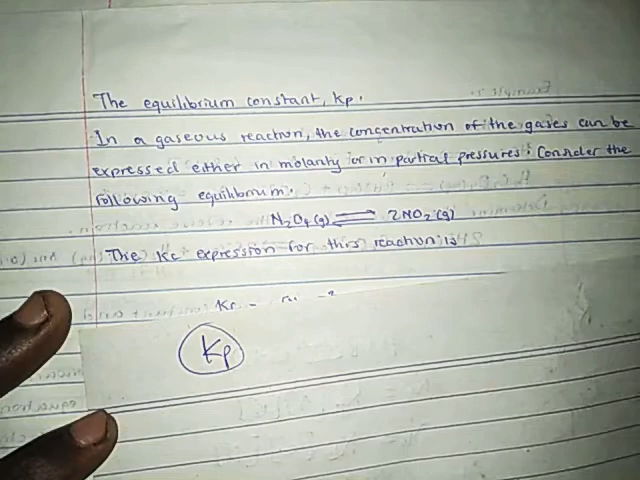 The equilibrium constant, Kp.
In a gaseous reaction, the concentration of the gases can be
expressed either in molarity or in partial pressures. Consider the
following equilibrium.
N₂O₄(g) ⇌ 2NO₂(g)
The Kc expression for this reaction is
Kc =
Kp